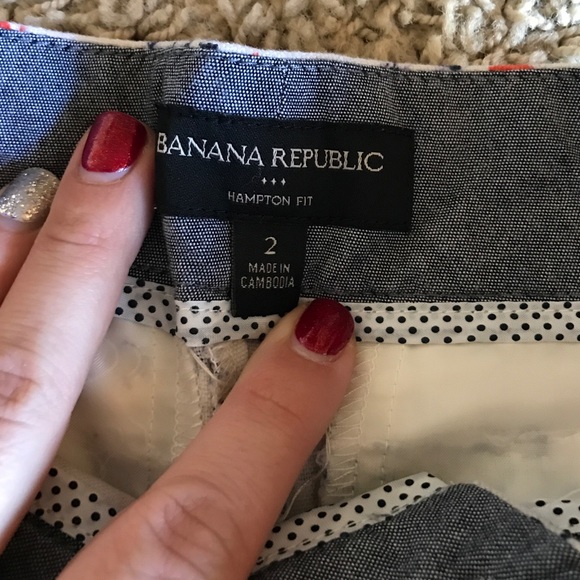 BANANA REPUBLIC
HAMPTON FIT
2
MADE IN
CAMBODIA